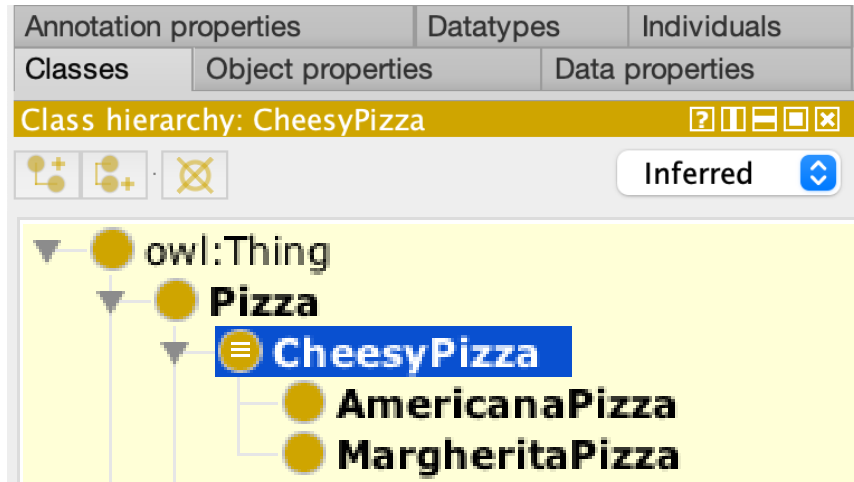 Annotation properties Datatypes Individuals
Classes Object properties Data properties
Class hierarchy: CheesyPizza
Inferred
owl:Thing
Pizza
CheesyPizza
AmericanaPizza
MargheritaPizza